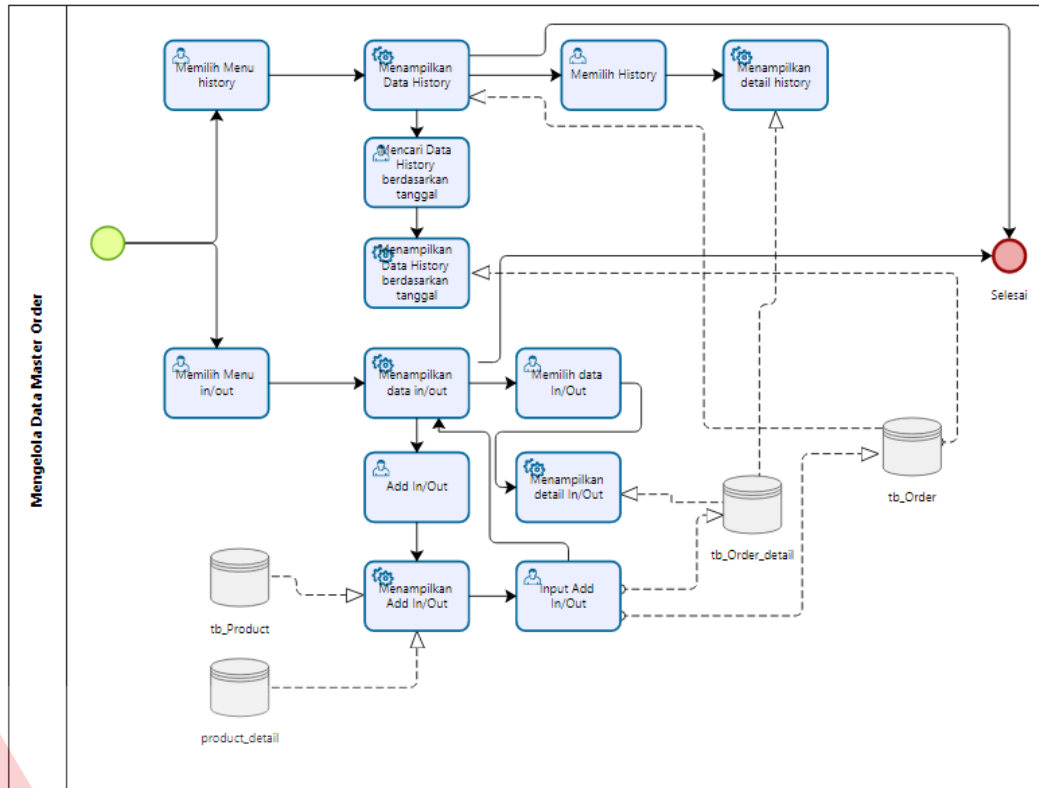 Mengelola Data Master Order
Memilih Menu
history
Menampilkan
Data History
Memilih History
Menampilkan
detail history
Mencari Data
History
berdasarkan
tanggal
Menampilkan
Data History
berdasarkan
tanggal
Selesai
Memilih Menu
in/out
Menampilkan
data in/out
Memilih data
In/Out
Add In/Out
Menampilkan
detail In/Out
tb_Order
tb_Order_detail
Menampilkan
Add In/Out
Input Add
In/Out
tb_Product
product_detail